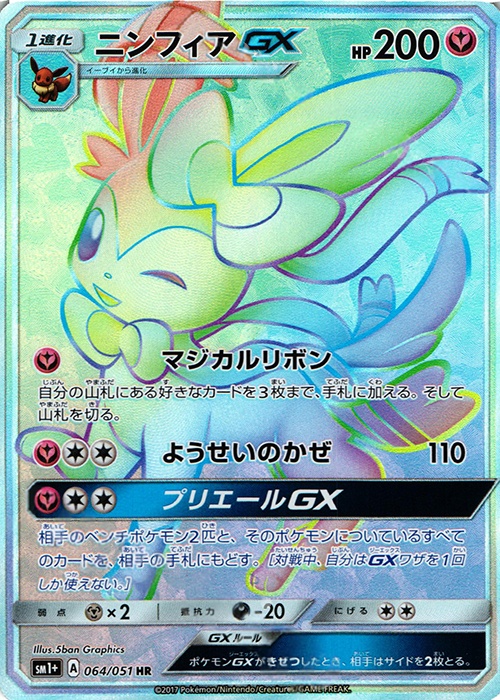 1進化 ニンフィアGX HP200
イーブイから進化
マジカルリボン
自分の山札にある好きなカードを3枚まで、手札に加える。そして
山札を切る。
ようせいのかぜ 110
プリエールGX
相手のベンチポケモン2匹と、そのポケモンについているすべて
のカードを、相手の手札にもどす。[対戦中、自分はGXワザを1回
しか使えない。]
弱点 ×2 抵抗力 -20 にげる
GXルール
Illus.5ban Graphics
ポケモンGXがきぜつしたとき、相手はサイドを2枚とる。
SM1+ A 064/051 HR
©2017 Pokémon/Nintendo/Creatures/GAME FREAK.